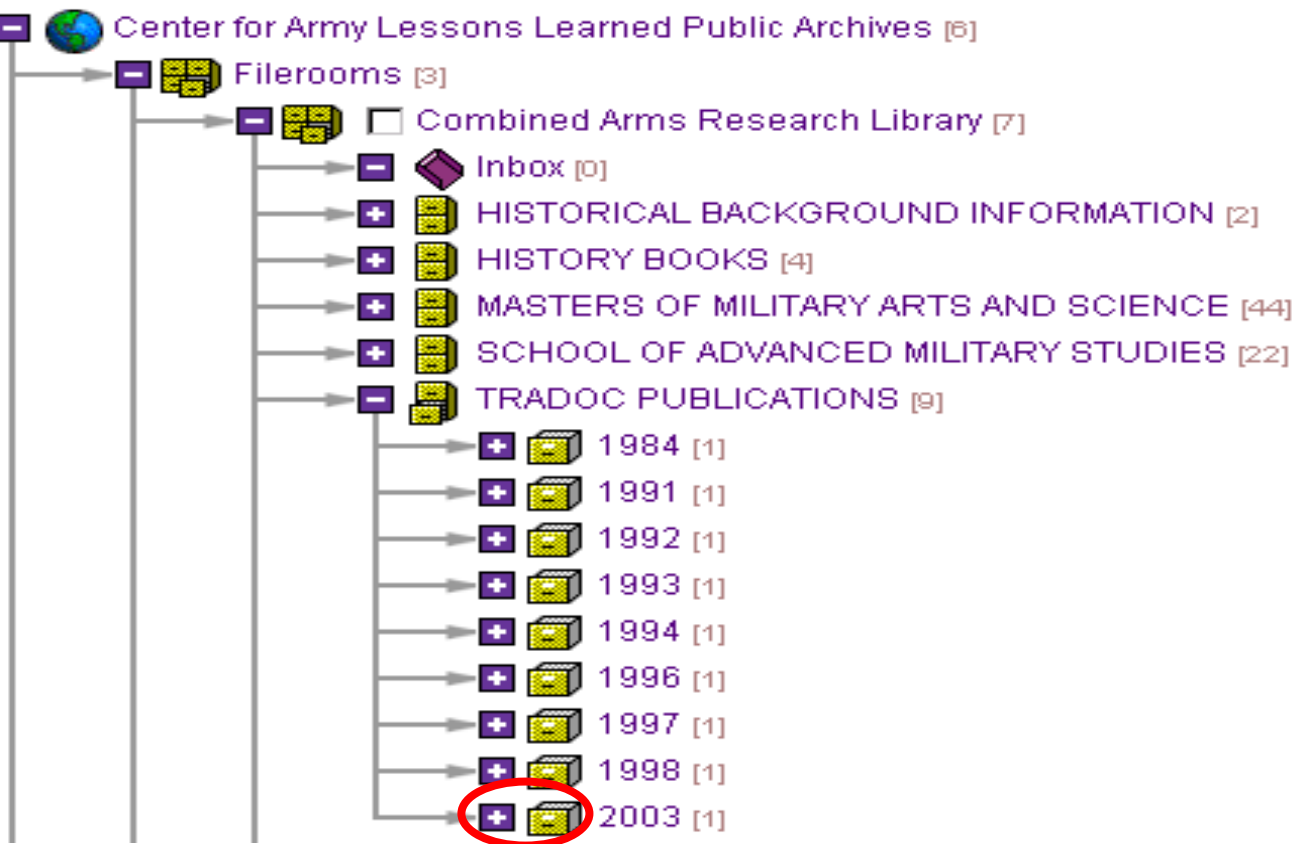 Center for Army Lessons Learned Public Archives [6]
Filerooms [3]
Combined Arms Research Library [7]
Inbox [0]
HISTORICAL BACKGROUND INFORMATION [2]
HISTORY BOOKS [4]
MASTERS OF MILITARY ARTS AND SCIENCE [44]
SCHOOL OF ADVANCED MILITARY STUDIES [22]
TRADOC PUBLICATIONS [9]
1984 [1]
1991 [1]
1992 [1]
1993 [1]
1994 [1]
1996 [1]
1997 [1]
1998 [1]
2003 [1]